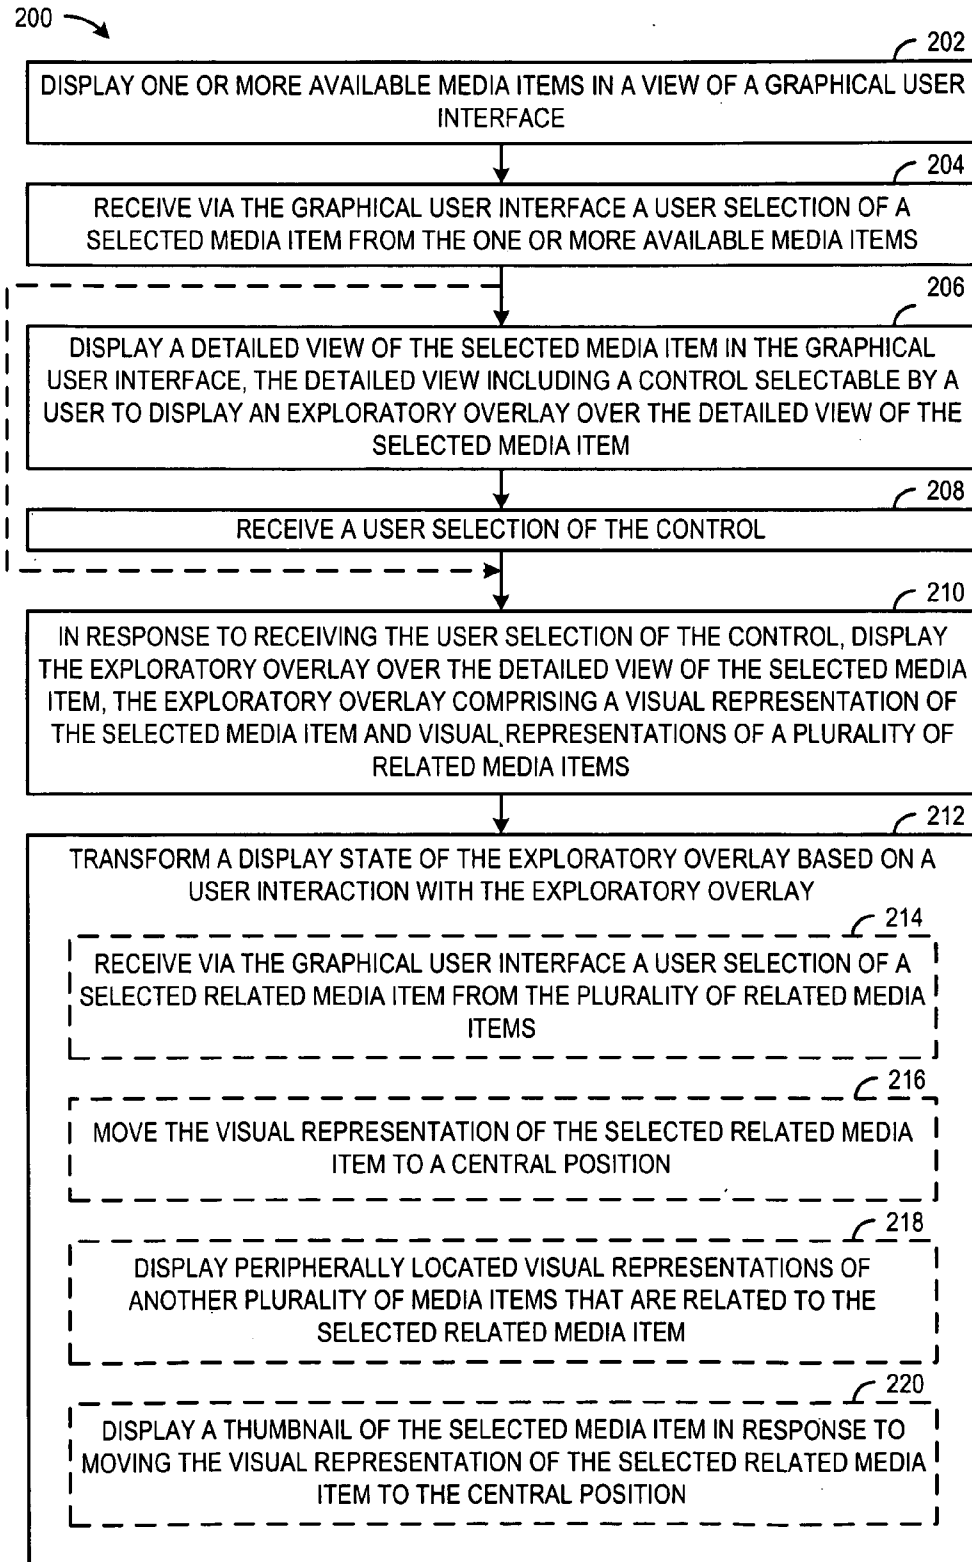 200
202
DISPLAY ONE OR MORE AVAILABLE MEDIA ITEMS IN A VIEW OF A GRAPHICAL USER
INTERFACE
204
RECEIVE VIA THE GRAPHICAL USER INTERFACE A USER SELECTION OF A
SELECTED MEDIA ITEM FROM THE ONE OR MORE AVAILABLE MEDIA ITEMS
206
DISPLAY A DETAILED VIEW OF THE SELECTED MEDIA ITEM IN THE GRAPHICAL
USER INTERFACE, THE DETAILED VIEW INCLUDING A CONTROL SELECTABLE BY A
USER TO DISPLAY AN EXPLORATORY OVERLAY OVER THE DETAILED VIEW OF THE
SELECTED MEDIA ITEM
208
RECEIVE A USER SELECTION OF THE CONTROL
210
IN RESPONSE TO RECEIVING THE USER SELECTION OF THE CONTROL, DISPLAY
THE EXPLORATORY OVERLAY OVER THE DETAILED VIEW OF THE SELECTED MEDIA
ITEM, THE EXPLORATORY OVERLAY COMPRISING A VISUAL REPRESENTATION OF
THE SELECTED MEDIA ITEM AND VISUAL REPRESENTATIONS OF A PLURALITY OF
RELATED MEDIA ITEMS
212
TRANSFORM A DISPLAY STATE OF THE EXPLORATORY OVERLAY BASED ON A
USER INTERACTION WITH THE EXPLORATORY OVERLAY
214
RECEIVE VIA THE GRAPHICAL USER INTERFACE A USER SELECTION OF A
SELECTED RELATED MEDIA ITEM FROM THE PLURALITY OF RELATED MEDIA
ITEMS
216
MOVE THE VISUAL REPRESENTATION OF THE SELECTED RELATED MEDIA
ITEM TO A CENTRAL POSITION
218
DISPLAY PERIPHERALLY LOCATED VISUAL REPRESENTATIONS OF
ANOTHER PLURALITY OF MEDIA ITEMS THAT ARE RELATED TO THE
SELECTED RELATED MEDIA ITEM
220
DISPLAY A THUMBNAIL OF THE SELECTED MEDIA ITEM IN RESPONSE TO
MOVING THE VISUAL REPRESENTATION OF THE SELECTED RELATED MEDIA
ITEM TO THE CENTRAL POSITION